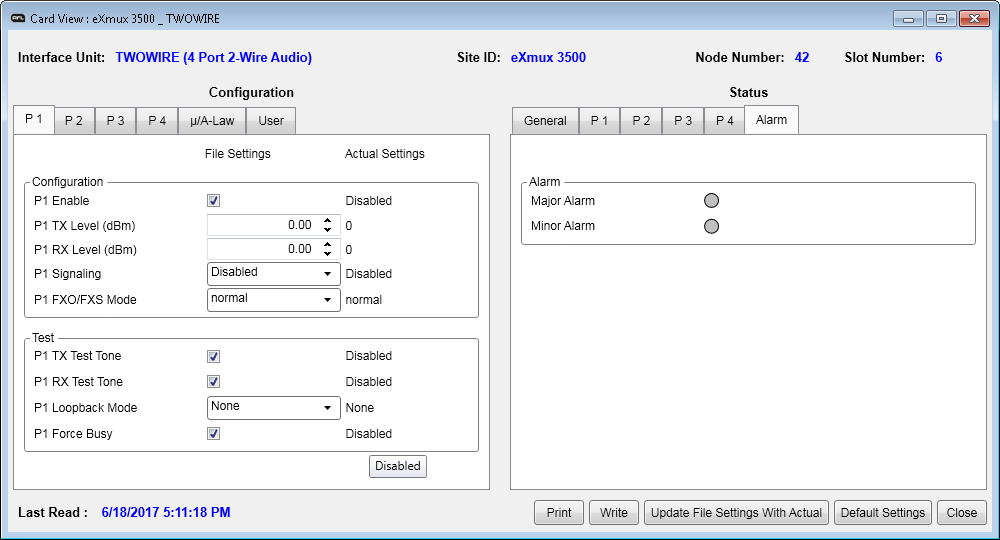 AFL Card View : eXmux 3500 _ TWOWIRE
Interface Unit: TWOWIRE (4 Port 2-Wire Audio) Site ID: eXmux 3500 Node Number: 42 Slot Number: 6
Configuration
P 1 P 2 P 3 P 4 µ/A-Law User
File Settings Actual Settings
Configuration
P1 Enable Disabled
P1 TX Level (dBm) 0.00 0
P1 RX Level (dBm) 0.00 0
P1 Signaling Disabled Disabled
P1 FXO/FXS Mode normal normal
Test
P1 TX Test Tone Disabled
P1 RX Test Tone Disabled
P1 Loopback Mode None None
P1 Force Busy Disabled
Disabled
Status
General P 1 P 2 P 3 P 4 Alarm
Alarm
Major Alarm
Minor Alarm
Last Read : 6/18/2017 5:11:18 PM
Print Write Update File Settings With Actual Default Settings Close